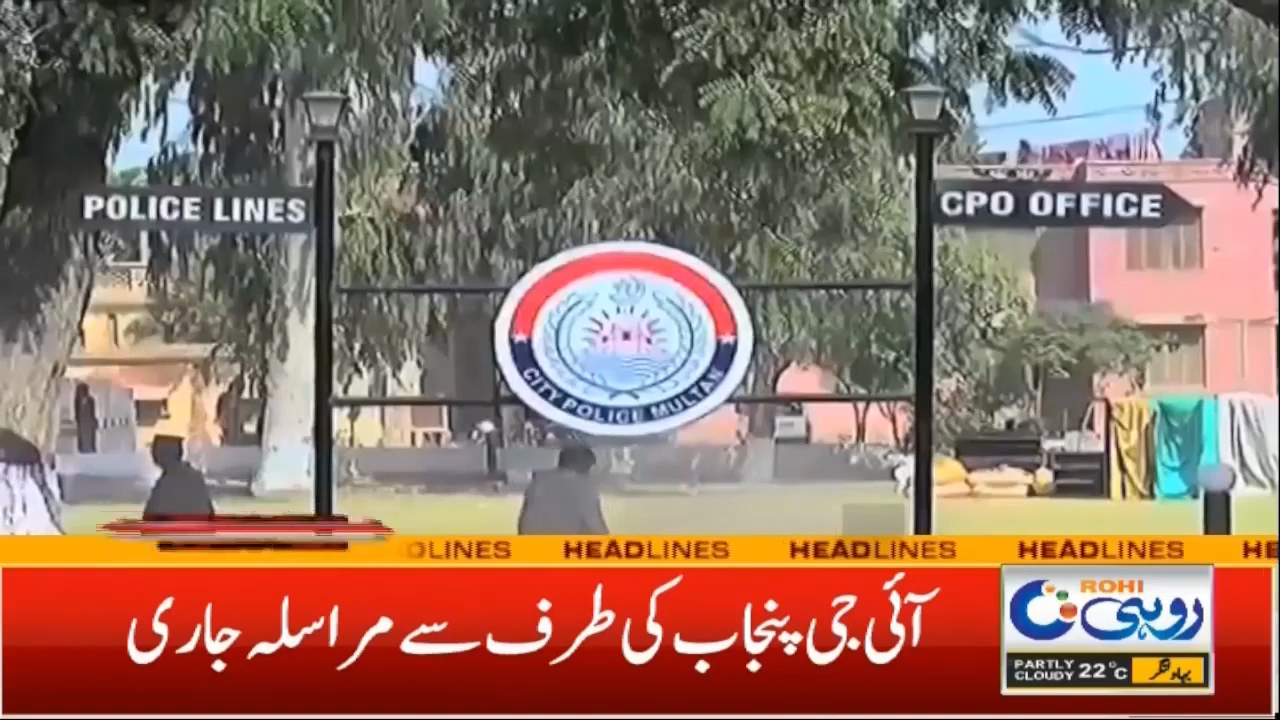 POLICE LINES
CPO OFFICE
CITY POLICE MULTAN
HEADLINES HEADLINES HEADLINES
آئی جی پنجاب کی طرف سے مراسلہ جاری
ROHI
روہی
PARTLY CLOUDY 22°C
بہاولنگر